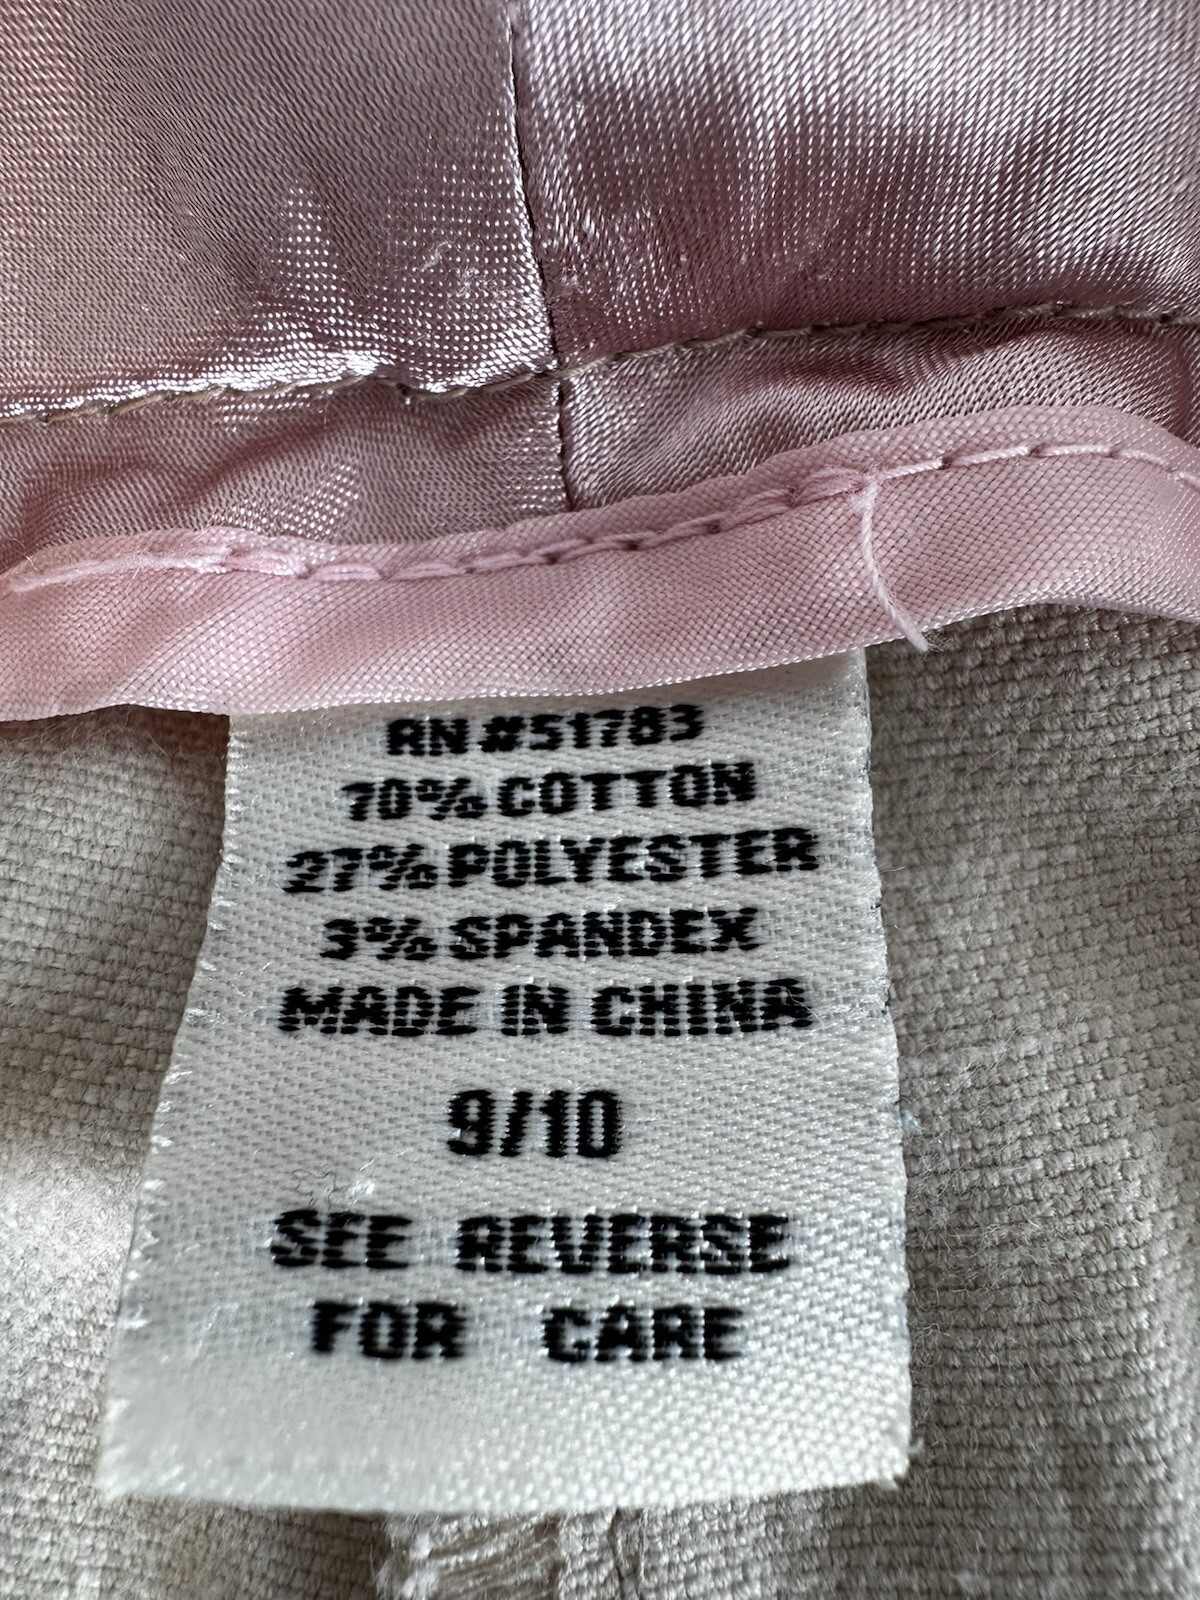 RN #51783
70% COTTON
27% POLYESTER
3% SPANDEX
MADE IN CHINA
9/10
SEE REVERSE
FOR CARE